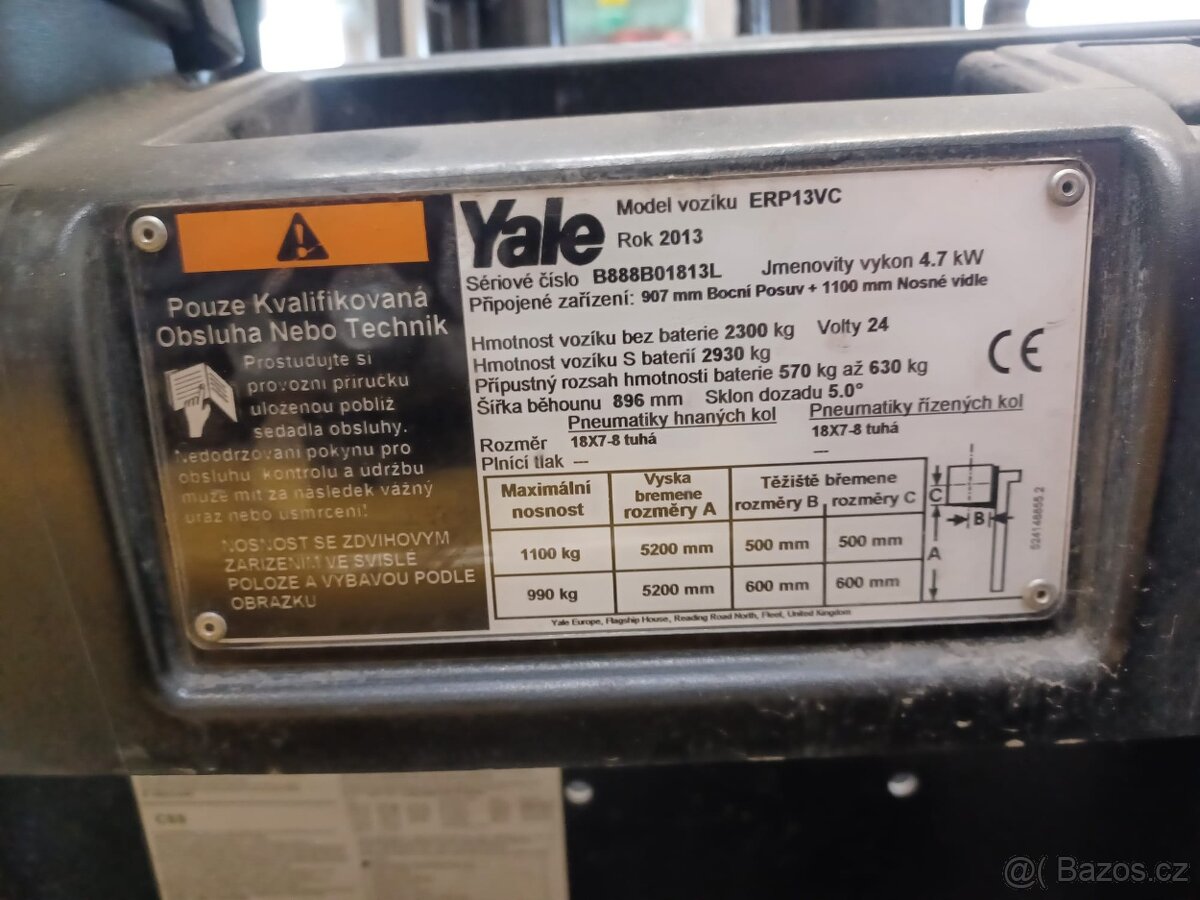 Pouze Kvalifikovaná
Obsluha Nebo Technik
Prostudujte si
provozni priručku
uloženou pobliž
sedadla obsluhy.
Nedodrzovani pokynu pro
obsluhu kontrolu a udržbu
muže mit za následek vážný
uraz nebo usmrceni!
NOSNOST SE ZDVIHOVYM
ZARIZENIM VE SVISLE
POLOZE A VYBAVOU PODLE
OBRAZKU
Yale
Model vozíku ERP13VC
Rok 2013
Sériové číslo B888B01813L Jmenovity vykon 4.7 kW
Připojené zařízení: 907 mm Bocní Posuv + 1100 mm Nosné vidle
Hmotnost vozíku bez baterie 2300 kg Volty 24
Hmotnost vozíku S baterií 2930 kg
Přípustný rozsah hmotnosti baterie 570 kg až 630 kg
Šířka běhounu 896 mm Sklon dozadu 5.0°
CE
Pneumatiky hnaných kol Pneumatiky řízených kol
Rozměr 18X7-8 tuhá 18X7-8 tuhá
Plnící tlak --- ---
Maximální nosnost Vyska bremene rozměry A Těžiště břemene rozměry B rozměry C
1100 kg 5200 mm 500 mm 500 mm
990 kg 5200 mm 600 mm 600 mm
C
B
A
Yale Europe, Flagship House, Reading Road North, Fleet, United Kingdom
@( Bazos.cz